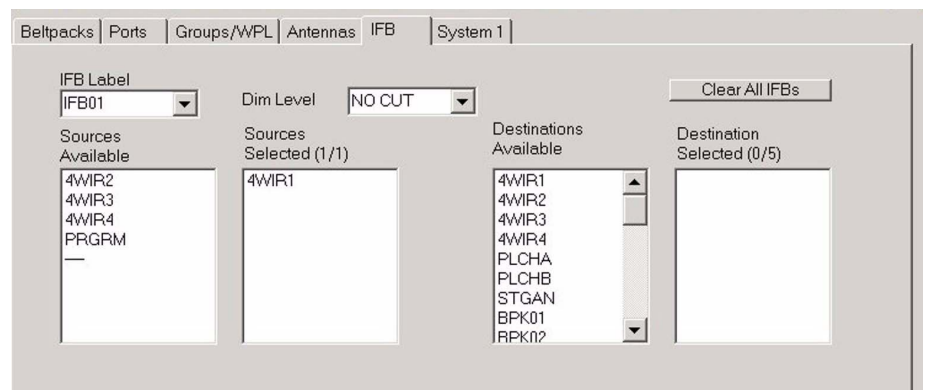 Beltpacks Ports Groups/WPL Antennas IFB System 1
IFB Label
IFB01
Dim Level NO CUT
Clear All IFBs
Sources
Available
4WIR2
4WIR3
4WIR4
PRGRM
—
Sources
Selected (1/1)
4WIR1
Destinations
Available
4WIR1
4WIR2
4WIR3
4WIR4
PLCHA
PLCHB
STGAN
BPK01
BPK02
Destination
Selected (0/5)